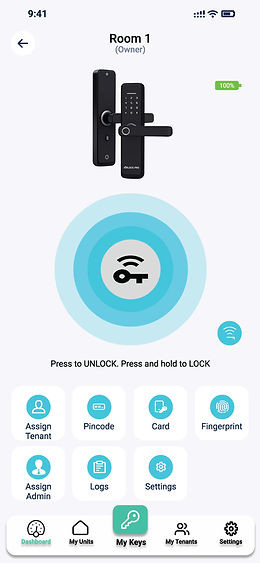 9:41
Room 1
(Owner)
100%
Press to UNLOCK. Press and hold to LOCK
Assign
Tenant
Pincode
Card
Fingerprint
Assign
Admin
Logs
Settings
Dashboard
My Units
My Keys
My Tenants
Settings